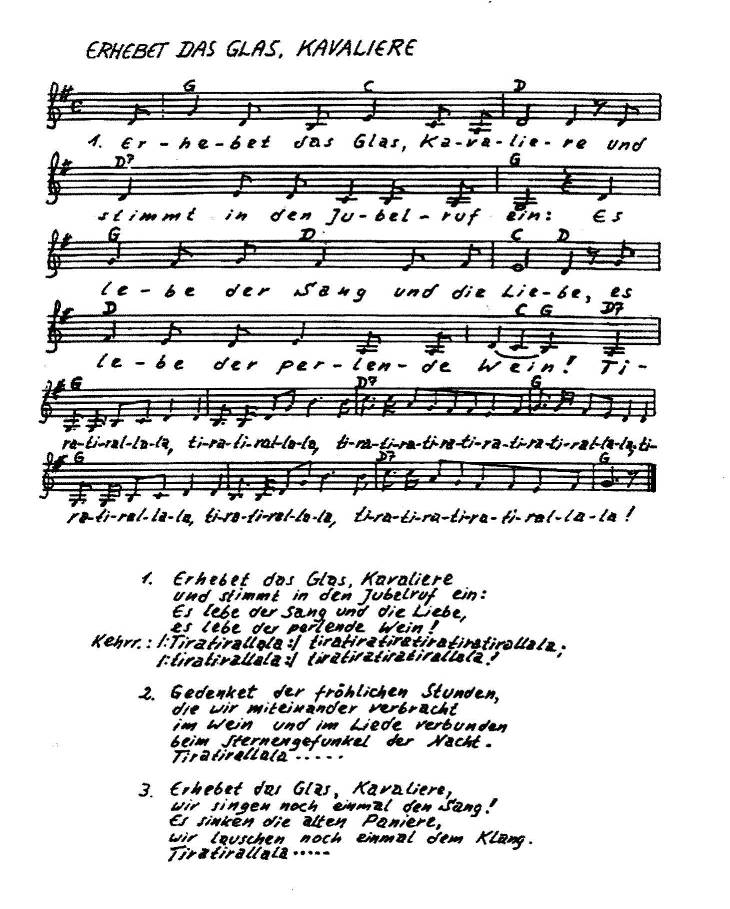 ERHEBET DAS GLAS, KAVALIERE
G C D
1. Er-he-bet das Glas, Ka-va-lie-re und
D7 G
stimmt in den Ju-bel-ruf ein: Es
G D C D
le-be der Sang und die Lie-be, es
D C G D7
le-be der per-len-de Wein! Ti-
G D7 G
ra-ti-ral-la-la, ti-ra-ti-ral-la-la, ti-ra-ti-ra-ti-ra-ti-ra-ti-ra-ti-ral-la-la, ti-
G D7 G
ra-ti-ral-la-la, ti-ra-ti-ral-la-la, ti-ra-ti-ra-ti-ra-ti-ral-la-la!
1. Erhebet das Glas, Kavaliere
und stimmt in den Jubelruf ein:
Es lebe der Sang und die Liebe,
es lebe der perlende Wein!
Kehrr.: /:Tiratirallala:/ tiratiratiratiratiratirallala;
/:tiratirallala:/ tiratiratiratirallala!
2. Gedenket der fröhlichen Stunden,
die wir miteinander verbracht
im Wein und im Liede verbunden
beim Sternengefunkel der Nacht.
Tiratirallala.....
3. Erhebet das Glas, Kavaliere,
wir singen noch einmal den Sang!
Es sinken die alten Paniere,
wir lauschen noch einmal dem Klang.
Tiratirallala.....